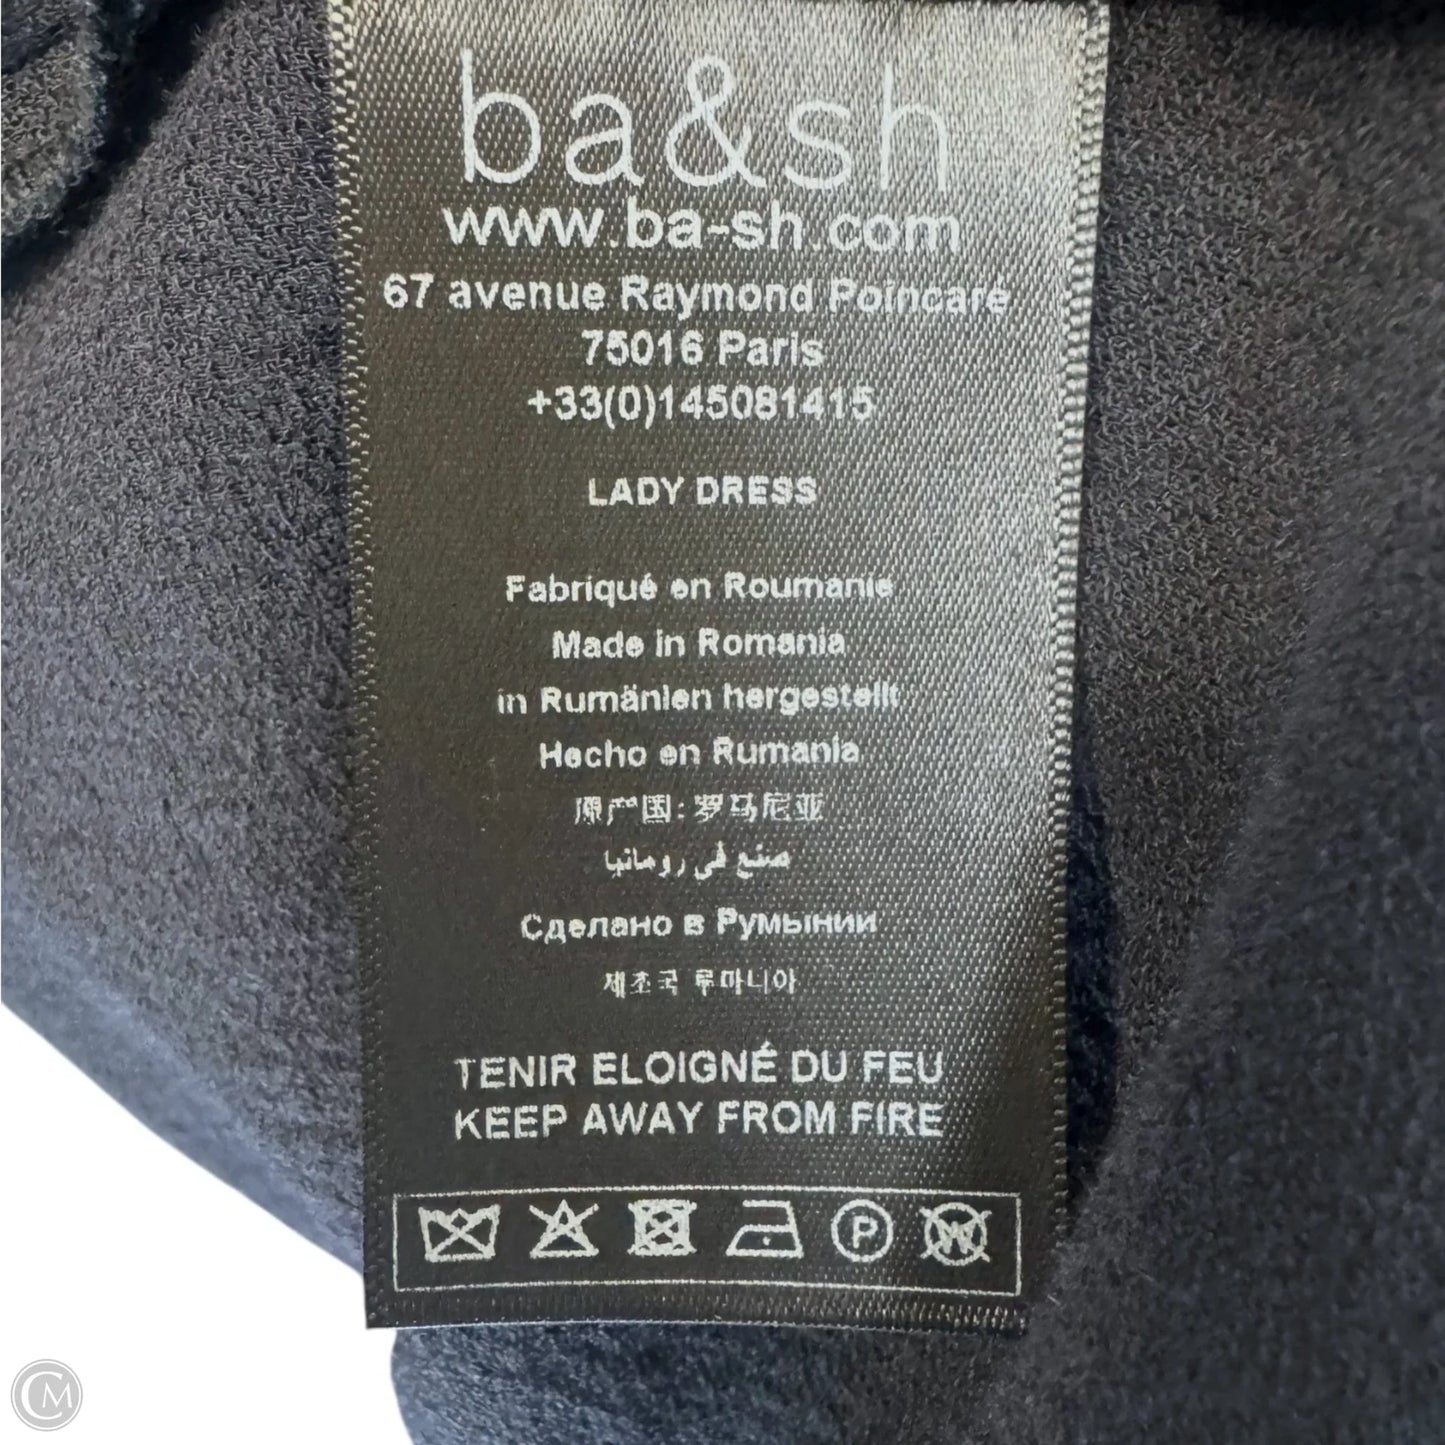 ba&sh
www.ba-sh.com
67 avenue Raymond Poincare
75016 Paris
+33(0)145081415
LADY DRESS
Fabriqué en Roumanie
Made in Romania
in Rumänien hergestellt
Hecho en Rumania
原产国: 罗马尼亚
صنع في رومانيا
Сделано в Румынии
제조국 루마니아
TENIR ELOIGNÉ DU FEU
KEEP AWAY FROM FIRE
P W
CM